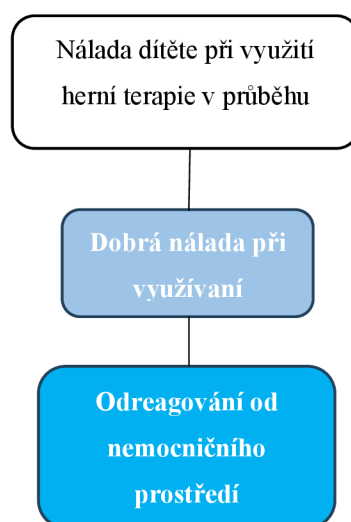 Nálada dítěte při využití
herní terapie v průběhu
Dobrá nálada při
využívaní
Odreagování od
nemocničního
prostředí